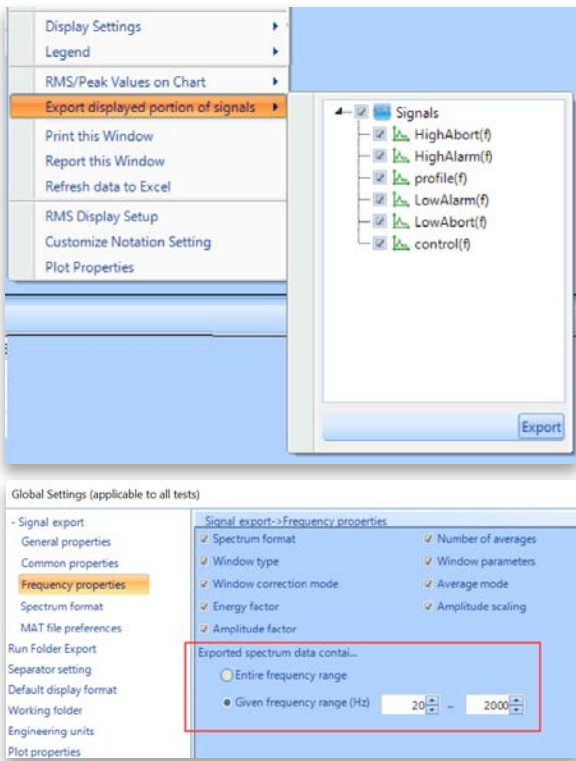 Display Settings
Legend
RMS/Peak Values on Chart
Export displayed portion of signals
Print this Window
Report this Window
Refresh data to Excel
RMS Display Setup
Customize Notation Setting
Plot Properties
Signals
HighAbort(f)
HighAlarm(f)
profile(f)
LowAlarm(f)
LowAbort(f)
control(f)
Export
Global Settings (applicable to all tests)
- Signal export
General properties
Common properties
Frequency properties
Spectrum format
MAT file preferences
Run Folder Export
Separator setting
Default display format
Working folder
Engineering units
Plot properties
Signal export->Frequency properties
Spectrum format Number of averages
Window type Window parameters
Window correction mode Average mode
Energy factor Amplitude scaling
Amplitude factor
Exported spectrum data contai...
Entire frequency range
Given frequency range (Hz) 20 ~ 2000